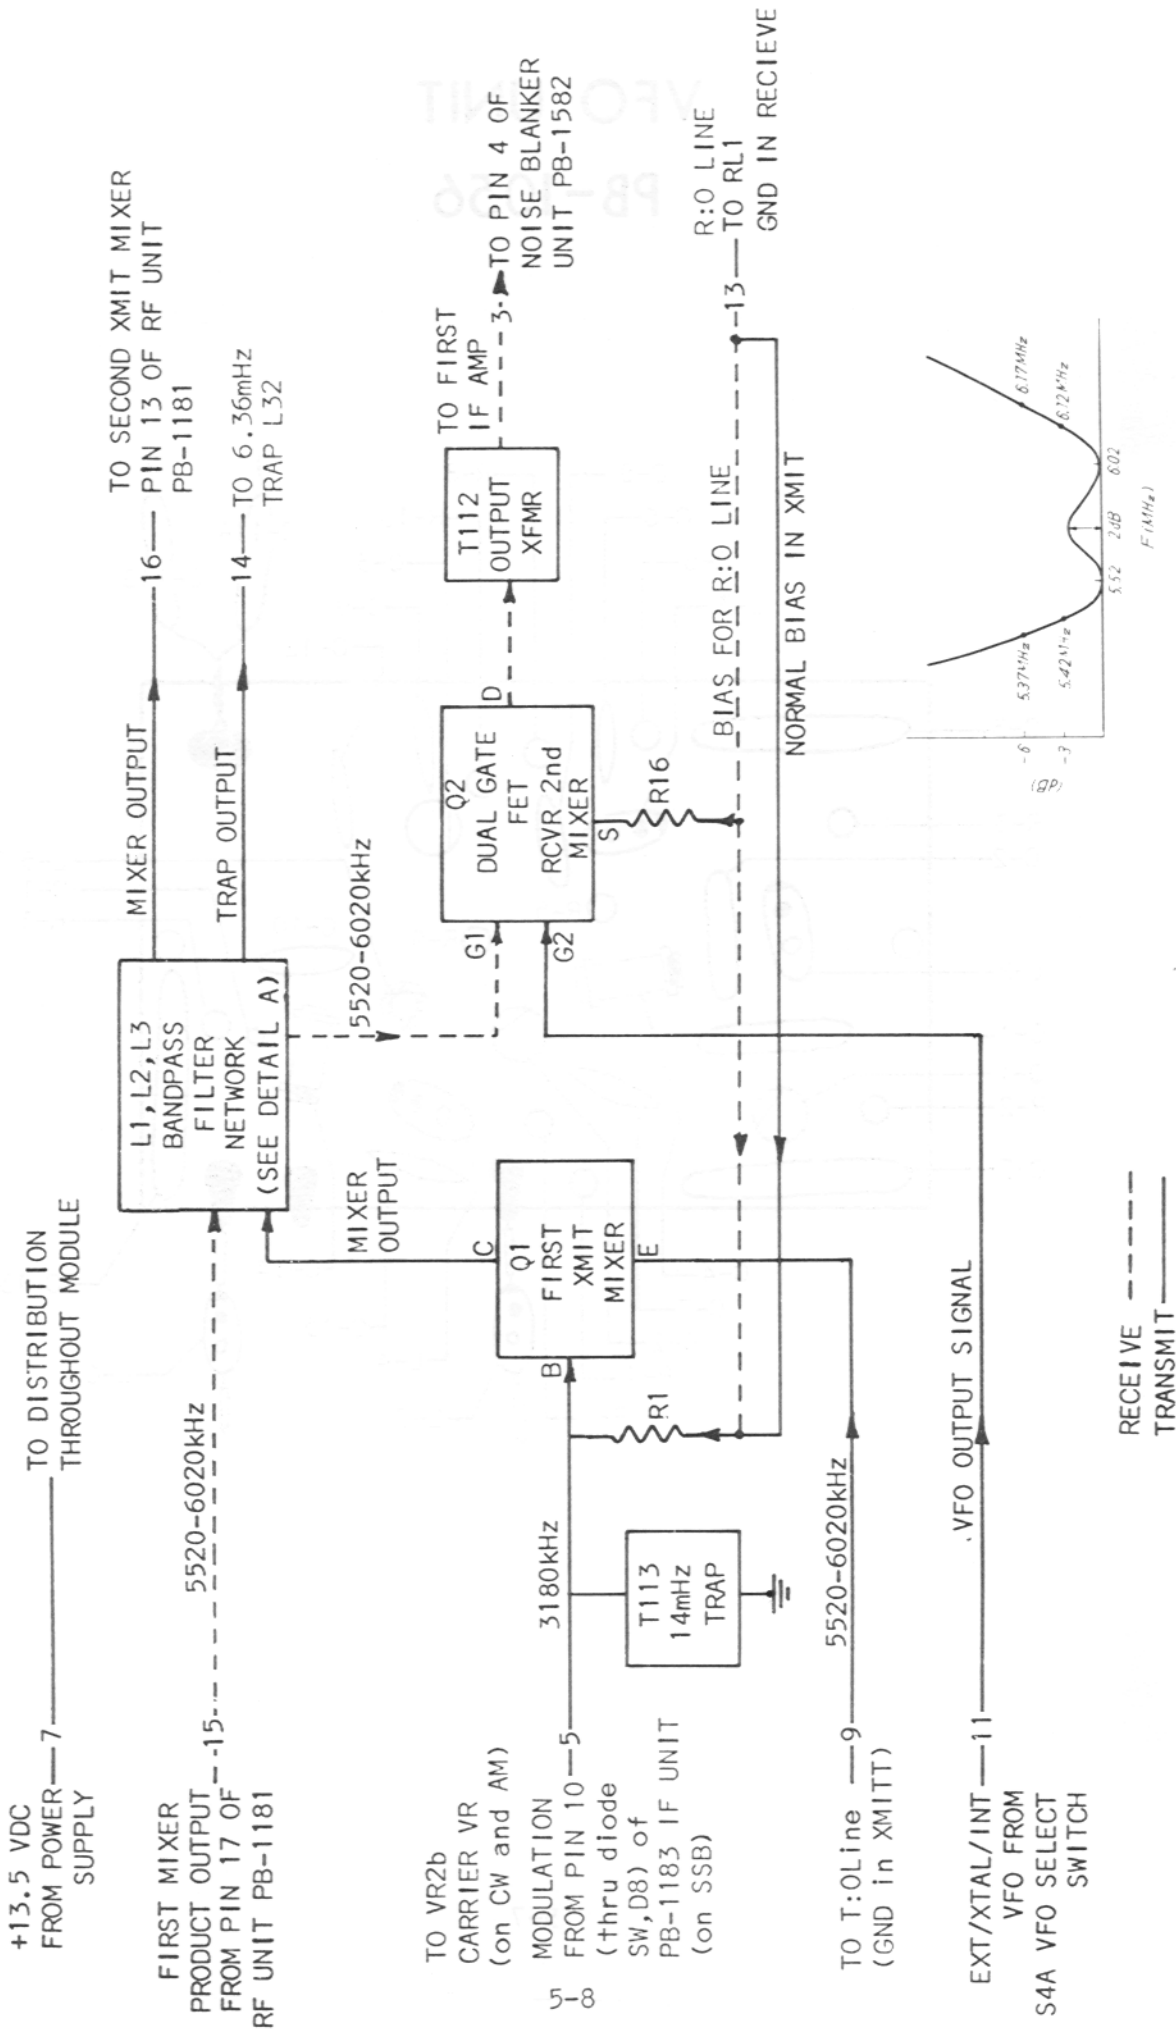 +13.5 VDC
FROM POWER
SUPPLY
7
TO DISTRIBUTION
THROUGHOUT MODULE
FIRST MIXER
PRODUCT OUTPUT
FROM PIN 17 OF
RF UNIT PB-1181
15
5520-6020kHz
L1,L2,L3
BANDPASS
FILTER
NETWORK
(SEE DETAIL A)
MIXER OUTPUT
16
TO SECOND XMIT MIXER
PIN 13 OF RF UNIT
PB-1181
TRAP OUTPUT
14
TO 6.36mHz
TRAP L32
5520-6020kHz
MIXER
OUTPUT
TO VR2b
CARRIER VR
(on CW and AM)
MODULATION
FROM PIN 10
(thru diode
SW,D8) of
PB-1183 IF UNIT
(on SSB)
5
3180kHz
T113
14mHz
TRAP
R1
B
C
Q1
FIRST
XMIT
MIXER
E
G1
G2
Q2
DUAL GATE
FET
RCVR 2nd
MIXER
D
S
R16
T112
OUTPUT
XFMR
TO FIRST
IF AMP
3
TO PIN 4 OF
NOISE BLANKER
UNIT PB-1582
BIAS FOR R:O LINE
13
R:O LINE
TO RL1
GND IN RECIEVE
NORMAL BIAS IN XMIT
TO T:OLine
(GND in XMITT)
9
5520-6020kHz
EXT/XTAL/INT
VFO FROM
S4A VFO SELECT
SWITCH
11
VFO OUTPUT SIGNAL
RECEIVE
TRANSMIT
(dB)
-6
-3
5.37MHz
5.42MHz
5.52
2dB
6.02
6.12MHz
6.17MHz
F(MHz)
5-8
VFO UNIT
PB-1056